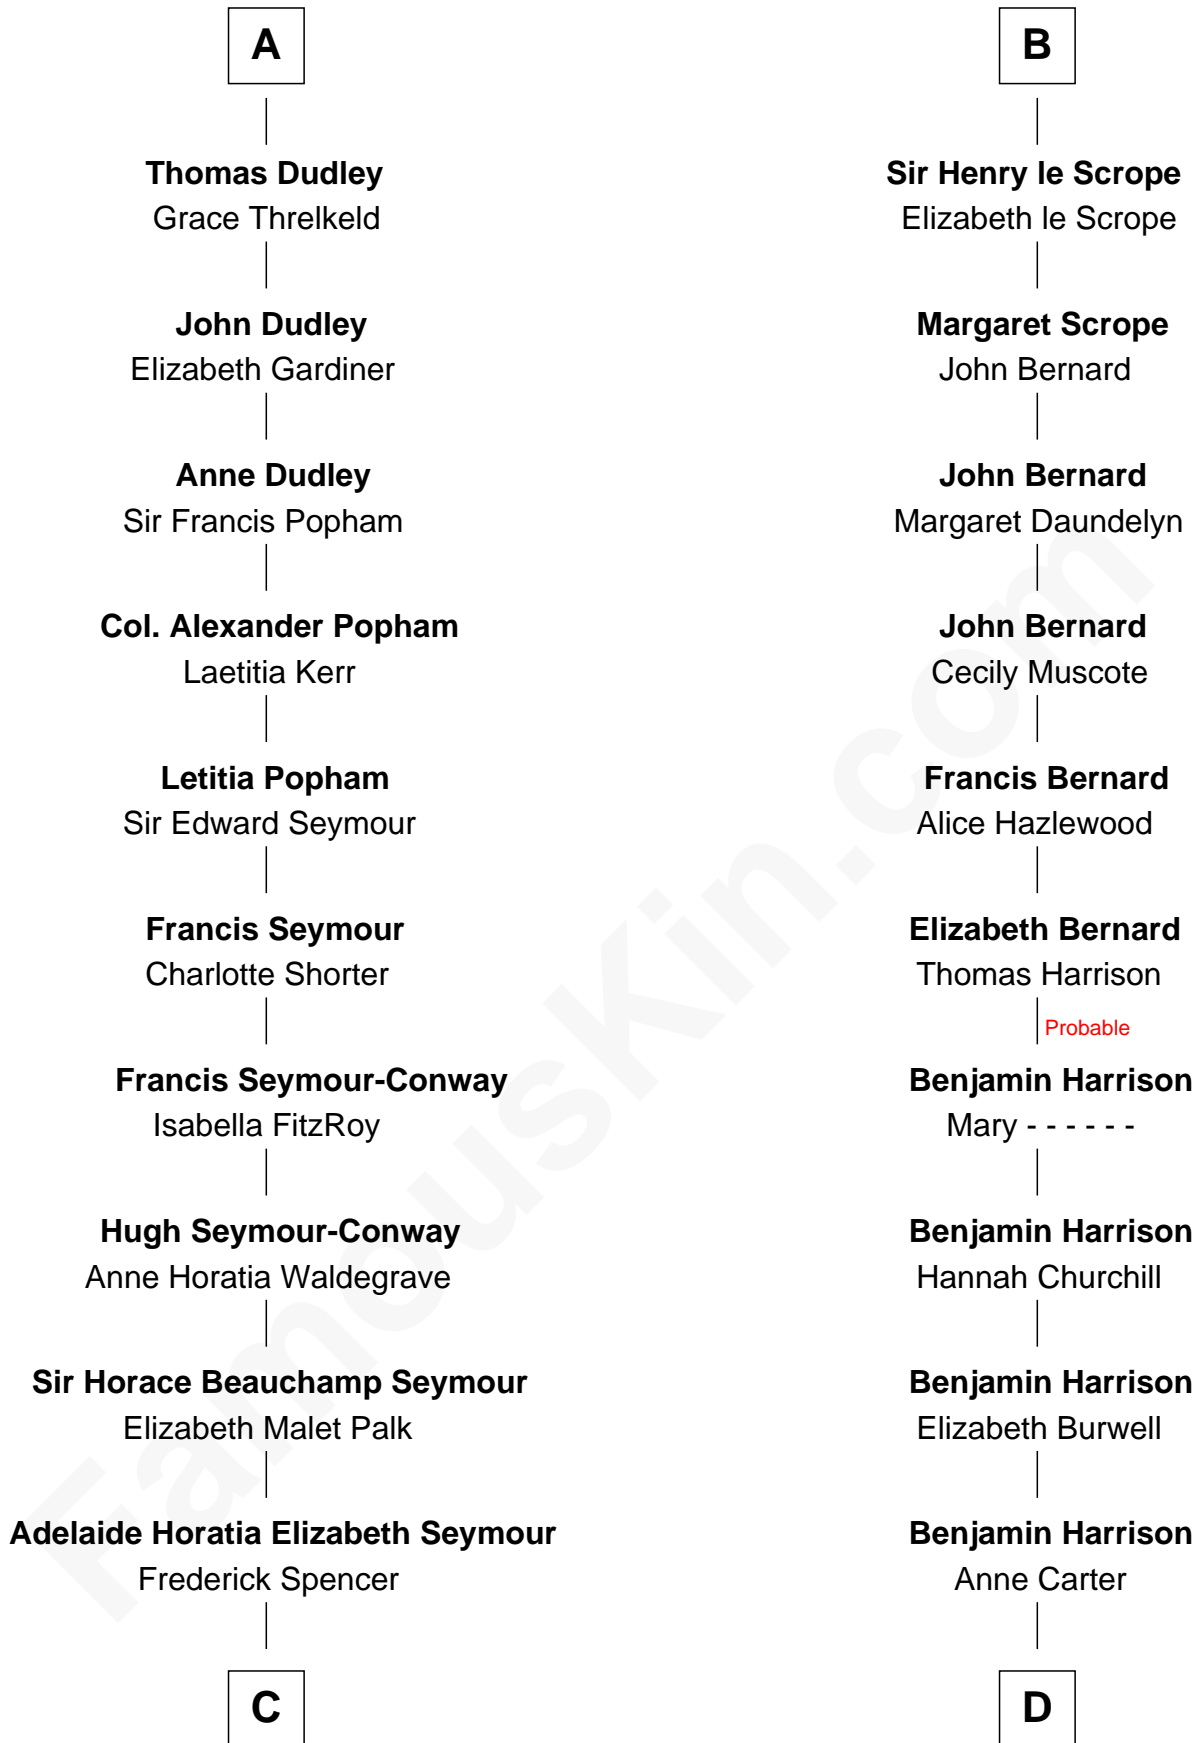 A
Thomas Dudley
Grace Threlkeld
John Dudley
Elizabeth Gardiner
Anne Dudley
Sir Francis Popham
Col. Alexander Popham
Laetitia Kerr
Letitia Popham
Sir Edward Seymour
Francis Seymour
Charlotte Shorter
Francis Seymour-Conway
Isabella FitzRoy
Hugh Seymour-Conway
Anne Horatia Waldegrave
Sir Horace Beauchamp Seymour
Elizabeth Malet Palk
Adelaide Horatia Elizabeth Seymour
Frederick Spencer
C
B
Sir Henry le Scrope
Elizabeth le Scrope
Margaret Scrope
John Bernard
John Bernard
Margaret Daundelyn
John Bernard
Cecily Muscote
Francis Bernard
Alice Hazlewood
Elizabeth Bernard
Thomas Harrison
Probable
Benjamin Harrison
Mary - - - - - -
Benjamin Harrison
Hannah Churchill
Benjamin Harrison
Elizabeth Burwell
Benjamin Harrison
Anne Carter
D
FamousKin.com